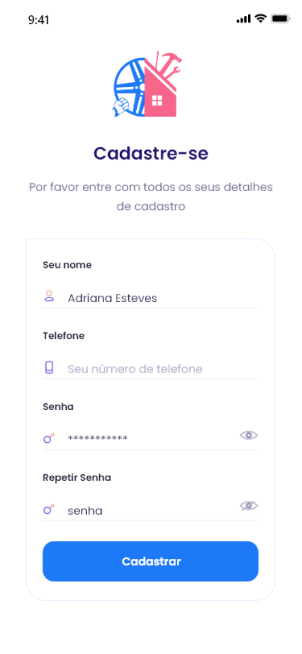 9:41
Cadastre-se
Por favor entre com todos os seus detalhes
de cadastro
Seu nome
Adriana Esteves
Telefone
Seu número de telefone
Senha
***********
Repetir Senha
senha
Cadastrar